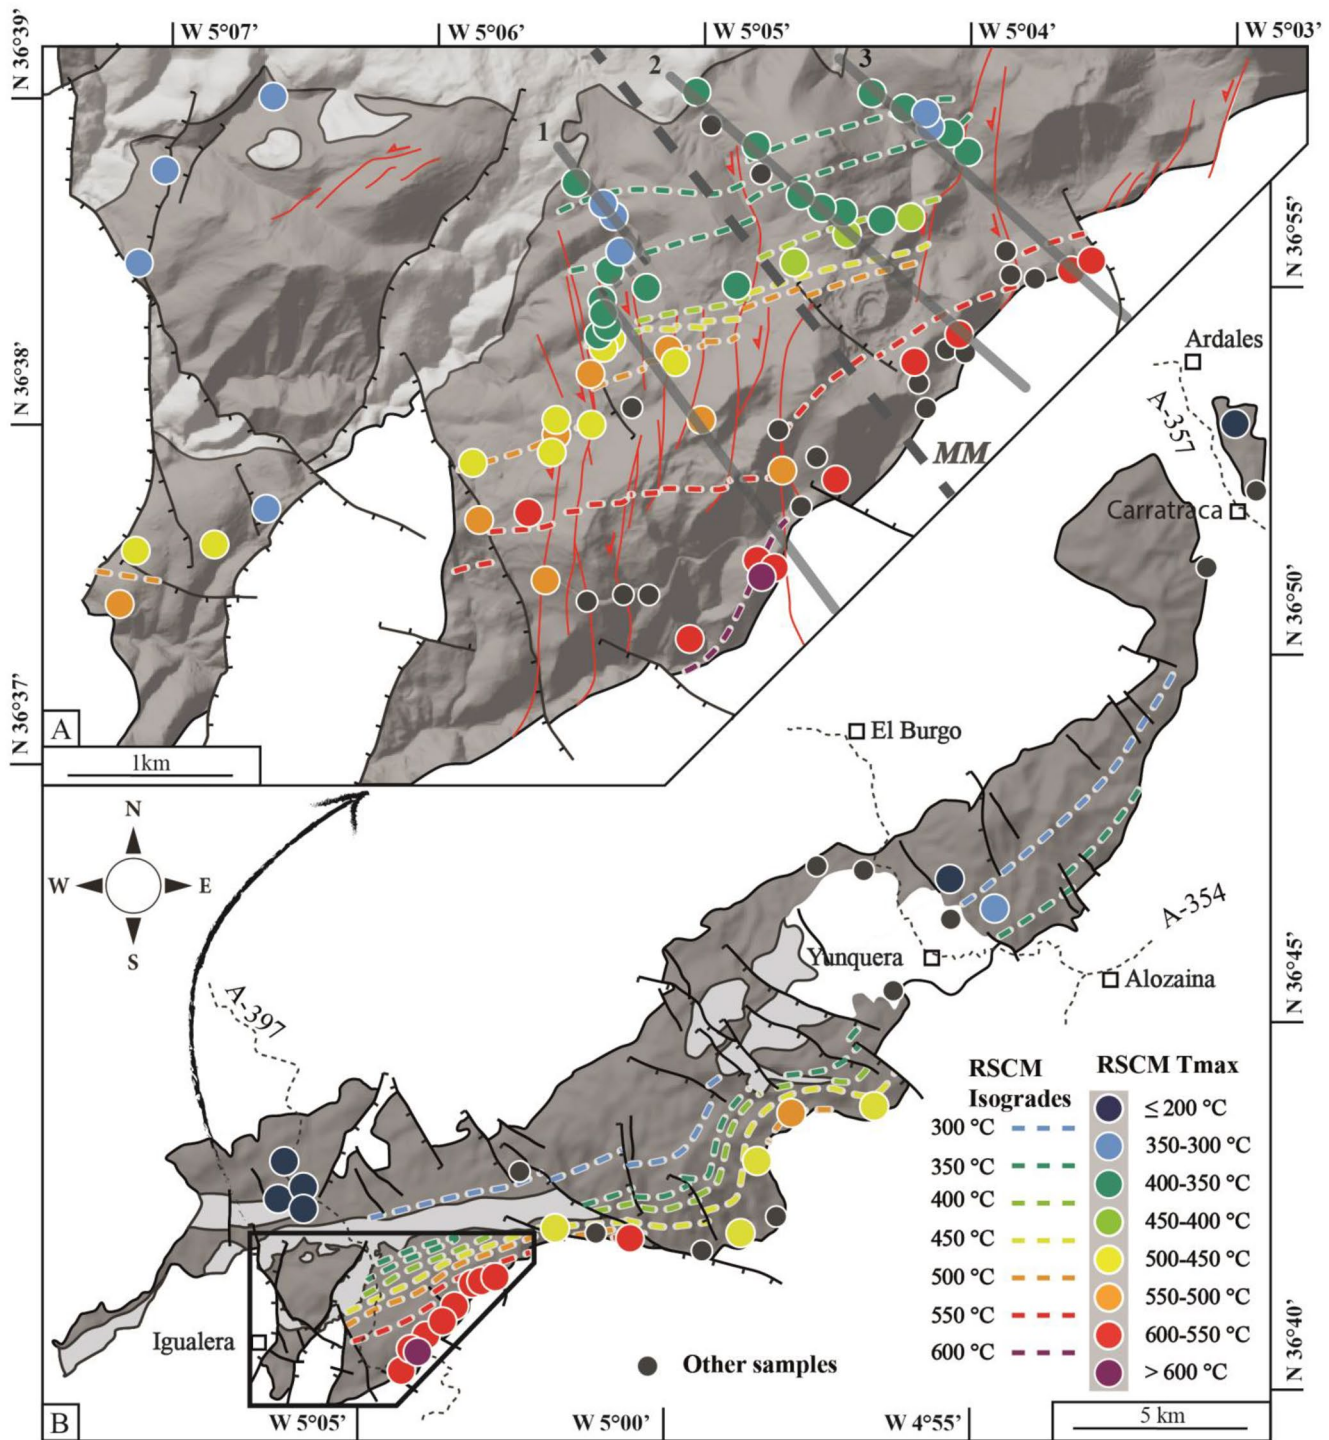 W 5°07’
W 5°06’
W 5°05’
W 5°04’
W 5°03’
N 36°39’
N 36°38’
N 36°37’
1
2
3
MM
A
1km
N 36°55’
N 36°50’
N 36°45’
N 36°40’
Ardales
A-357
Carratraca
El Burgo
N
W
E
S
A-354
Yunquera
Alozaina
A-397
Igualera
RSCM
Isogrades
300 °C
350 °C
400 °C
450 °C
500 °C
550 °C
600 °C
RSCM Tmax
≤ 200 °C
350-300 °C
400-350 °C
450-400 °C
500-450 °C
550-500 °C
600-550 °C
> 600 °C
Other samples
B
W 5°05’
W 5°00’
W 4°55’
5 km